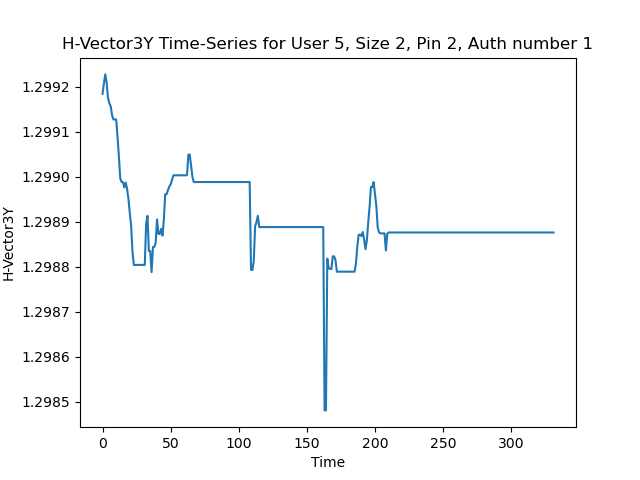 H-Vector3Y Time-Series for User 5, Size 2, Pin 2, Auth number 1
H-Vector3Y
1.2992
1.2991
1.2990
1.2989
1.2988
1.2987
1.2986
1.2985
0 50 100 150 200 250 300
Time